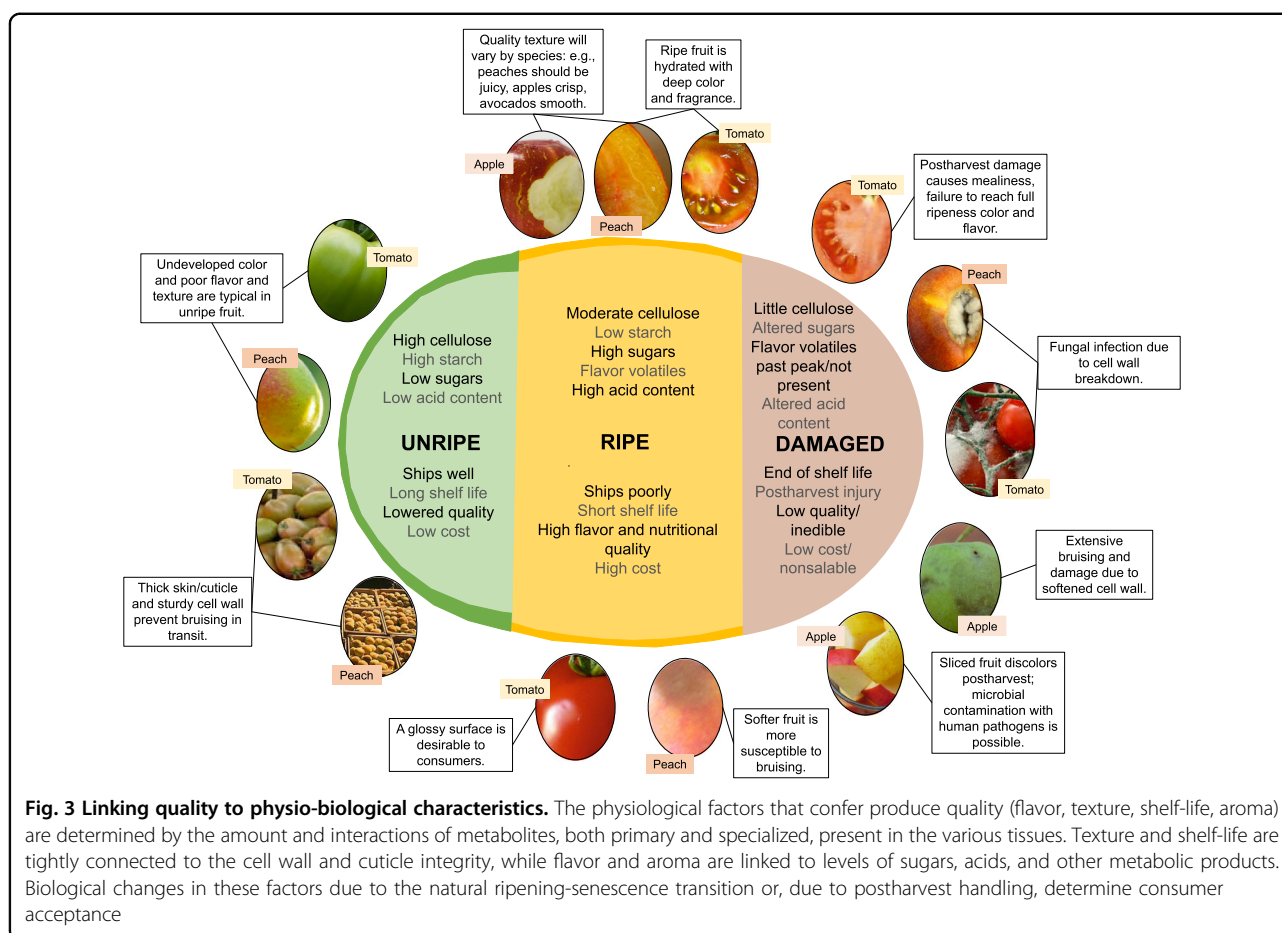 Quality texture will
vary by species: e.g.,
peaches should be
juicy, apples crisp,
avocados smooth.
Ripe fruit is
hydrated with
deep color
and fragrance.
Apple
Peach
Tomato
Tomato
Postharvest damage
causes mealiness,
failure to reach full
ripeness color and
flavor.
Undeveloped color
and poor flavor and
texture are typical in
unripe fruit.
Tomato
Peach
Peach
Fungal infection due
to cell wall
breakdown.
Tomato
High cellulose
High starch
Low sugars
Low acid content
UNRIPE
Ships well
Long shelf life
Lowered quality
Low cost
Moderate cellulose
Low starch
High sugars
Flavor volatiles
High acid content
RIPE
Ships poorly
Short shelf life
High flavor and nutritional
quality
High cost
Little cellulose
Altered sugars
Flavor volatiles
past peak/not
present
Altered acid
content
DAMAGED
End of shelf life
Postharvest injury
Low quality/
inedible
Low cost/
nonsalable
Tomato
Thick skin/cuticle
and sturdy cell wall
prevent bruising in
transit.
Peach
Extensive
bruising and
damage due to
softened cell wall.
Apple
Apple
Sliced fruit discolors
postharvest;
microbial
contamination with
human pathogens is
possible.
Tomato
A glossy surface is
desirable to
consumers.
Peach
Softer fruit is
more
susceptible to
bruising.
Fig. 3 Linking quality to physio-biological characteristics. The physiological factors that confer produce quality (flavor, texture, shelf-life, aroma)
are determined by the amount and interactions of metabolites, both primary and specialized, present in the various tissues. Texture and shelf-life are
tightly connected to the cell wall and cuticle integrity, while flavor and aroma are linked to levels of sugars, acids, and other metabolic products.
Biological changes in these factors due to the natural ripening-senescence transition or, due to postharvest handling, determine consumer
acceptance